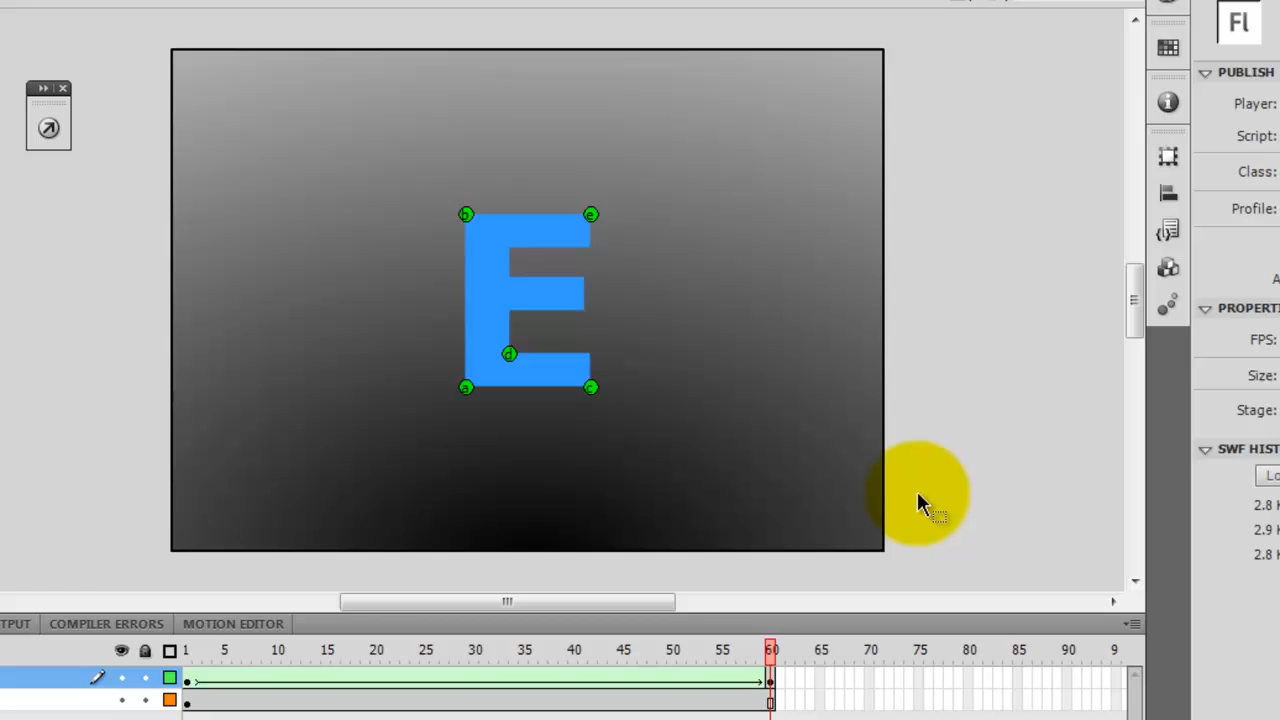 Fl
PUBLISH
Player:
Script:
Class:
Profile:
A
PROPERTI
FPS:
Size:
Stage:
SWF HIST
Lo
2.8 K
2.9 K
2.8 K
b e
E
d
a c
TPUT COMPILER ERRORS MOTION EDITOR
1 5 10 15 20 25 30 35 40 45 50 55 60 65 70 75 80 85 90 9